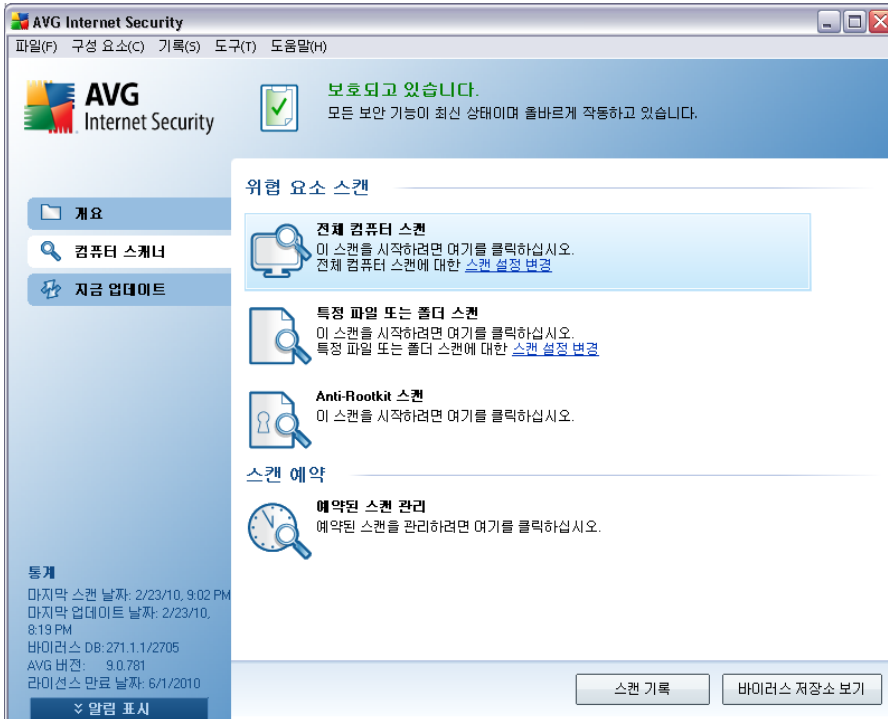 AVG Internet Security
파일(F) 구성 요소(C) 기록(S) 도구(T) 도움말(H)
AVG
Internet Security
보호되고 있습니다.
모든 보안 기능이 최신 상태이며 올바르게 작동하고 있습니다.
개요
컴퓨터 스캐너
지금 업데이트
위협 요소 스캔
전체 컴퓨터 스캔
이 스캔을 시작하려면 여기를 클릭하십시오.
전체 컴퓨터 스캔에 대한 스캔 설정 변경
특정 파일 또는 폴더 스캔
이 스캔을 시작하려면 여기를 클릭하십시오.
특정 파일 또는 폴더 스캔에 대한 스캔 설정 변경
Anti-Rootkit 스캔
이 스캔을 시작하려면 여기를 클릭하십시오.
스캔 예약
예약된 스캔 관리
예약된 스캔을 관리하려면 여기를 클릭하십시오.
통계
마지막 스캔 날짜: 2/23/10, 9:02 PM
마지막 업데이트 날짜: 2/23/10,
8:19 PM
바이러스 DB: 271.1.1/2705
AVG 버전: 9.0.781
라이선스 만료 날짜: 6/1/2010
알림 표시
스캔 기록
바이러스 저장소 보기